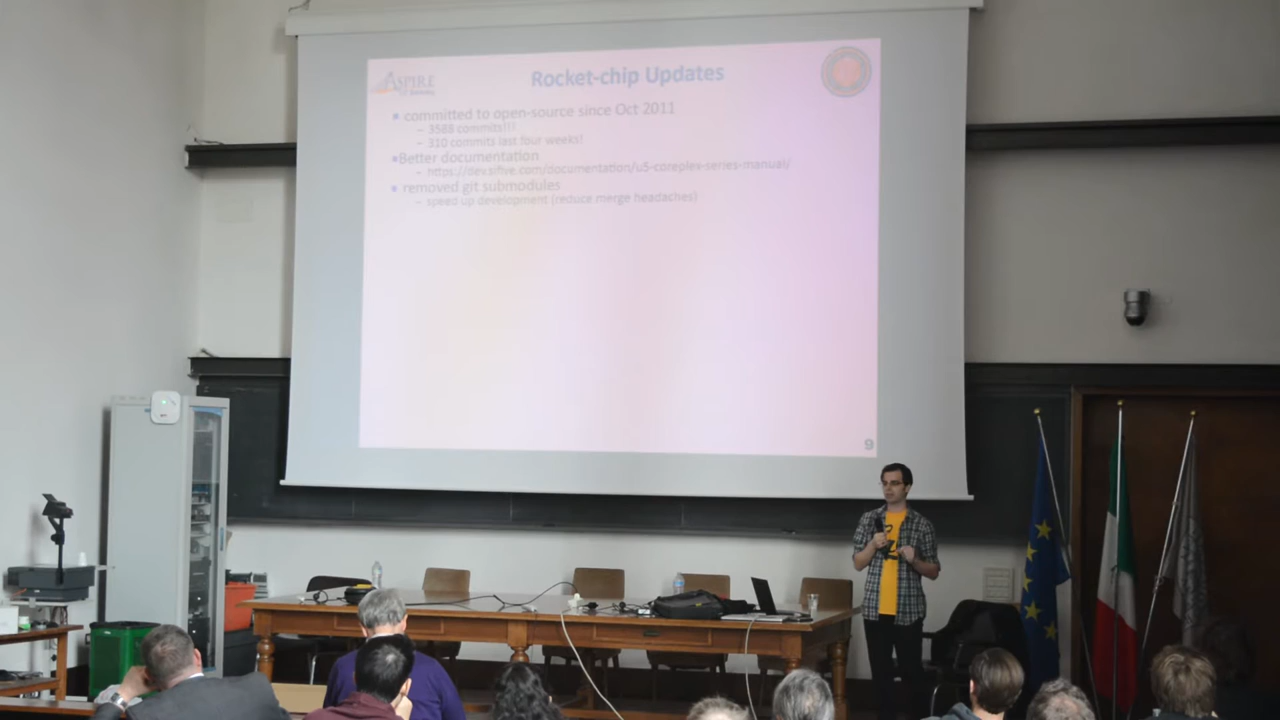 ASPIRE
Rocket-chip Updates
committed to open-source since Oct 2011
– 3588 commits!!!
– 310 commits last four weeks!
Better documentation
– https://dev.sifive.com/documentation/u5-coreplex-series-manual/
removed git submodules
– speed up development (reduce merge headaches)
9